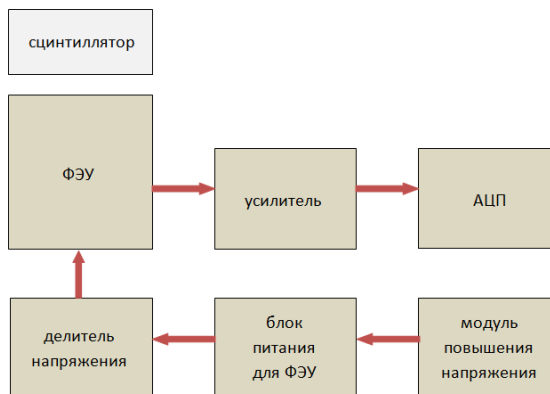 сцинтиллятор
ФЭУ
усилитель
АЦП
делитель
напряжения
блок
питания
для ФЭУ
модуль
повышения
напряжения